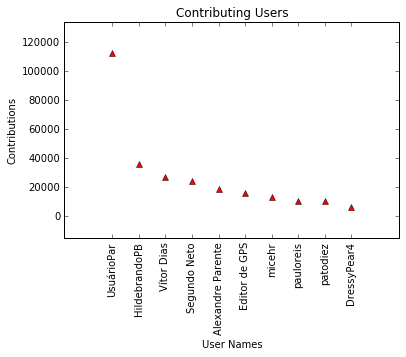 Contributing Users
120000
100000
80000
60000
40000
20000
0
Contributions
UsuárioPar
HildebrandoPB
Vítor Dias
Segundo Neto
Alexandre Parente
Editor de GPS
micehr
pauloreis
patodiez
DressyPear4
User Names